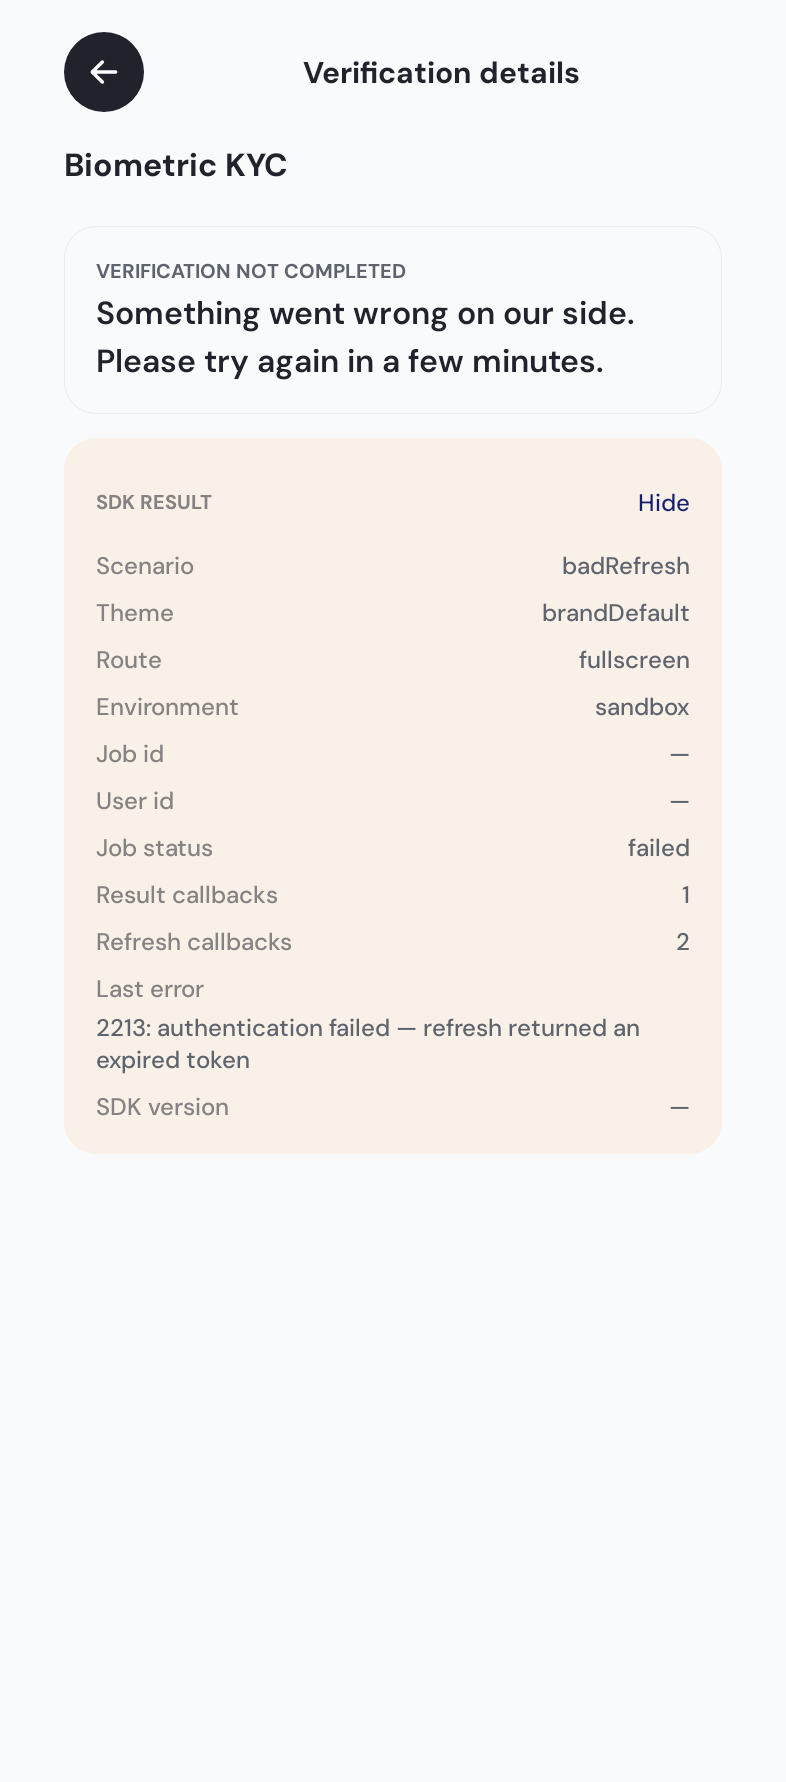 Verification details
Biometric KYC
VERIFICATION NOT COMPLETED
Something went wrong on our side.
Please try again in a few minutes.
SDK RESULT Hide
Scenario badRefresh
Theme brandDefault
Route fullscreen
Environment sandbox
Job id —
User id —
Job status failed
Result callbacks 1
Refresh callbacks 2
Last error
2213: authentication failed — refresh returned an
expired token
SDK version —